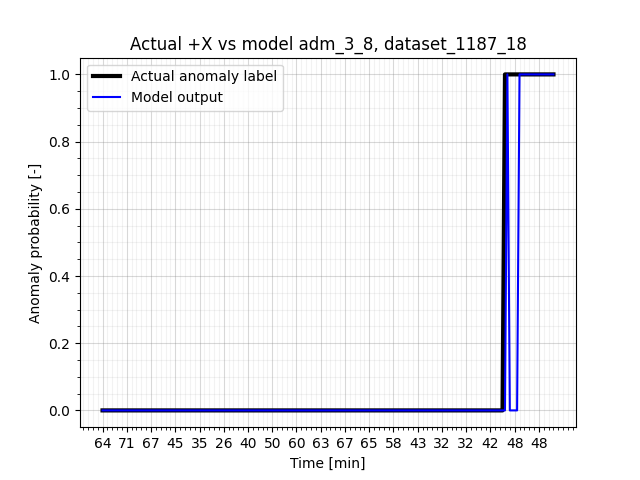 Actual +X vs model adm_3_8, dataset_1187_18
Actual anomaly label
Model output
1.0
0.8
0.6
0.4
0.2
0.0
Anomaly probability [-]
64 71 67 45 35 26 40 50 60 63 67 65 58 43 32 32 42 48 48
Time [min]